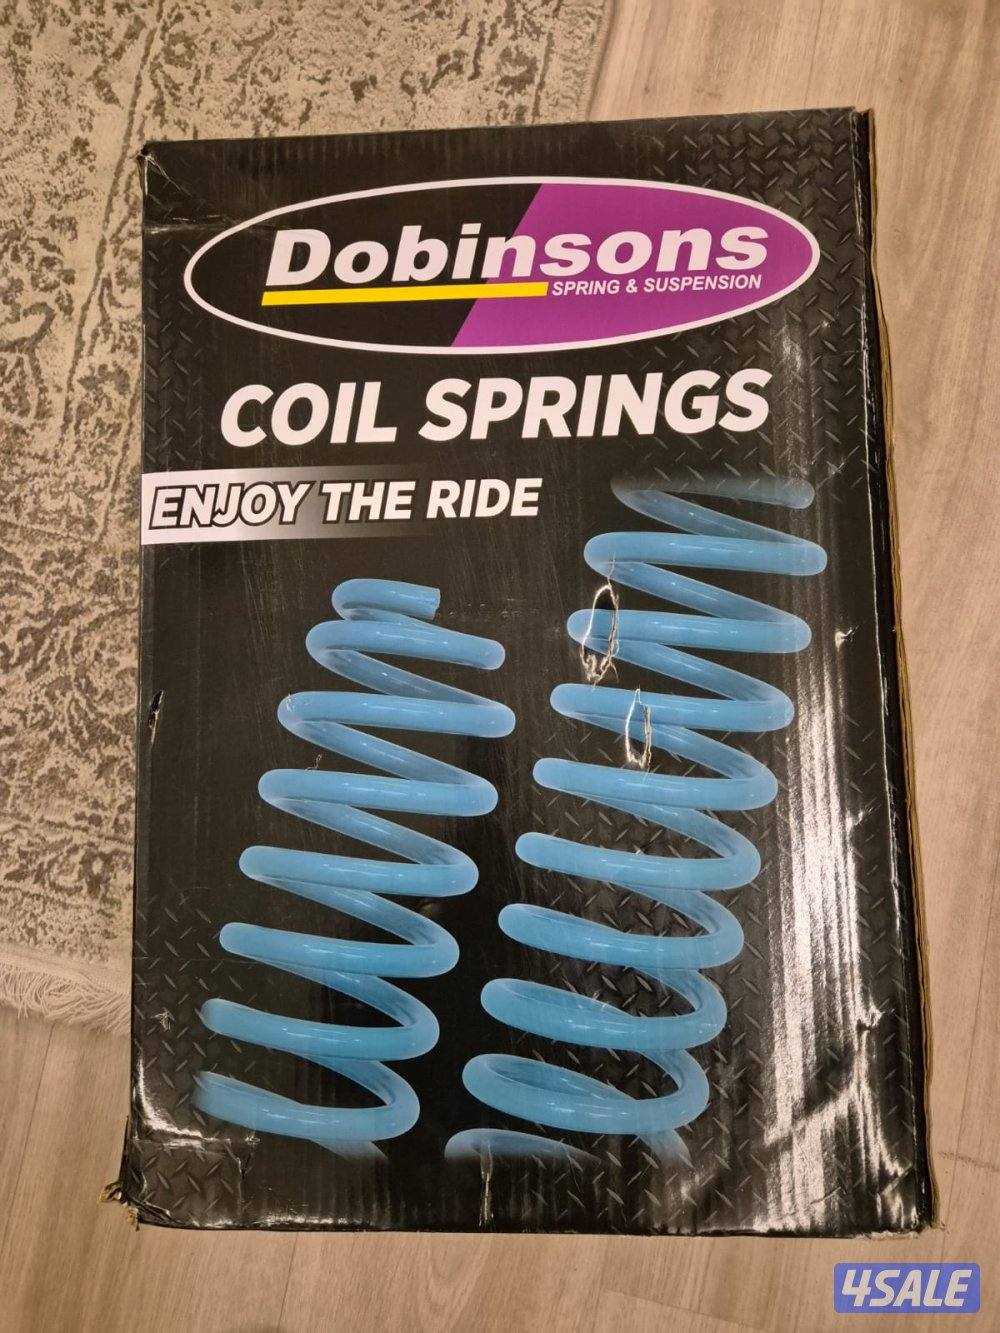 Dobinsons
SPRING & SUSPENSION
COIL SPRINGS
ENJOY THE RIDE
4SALE